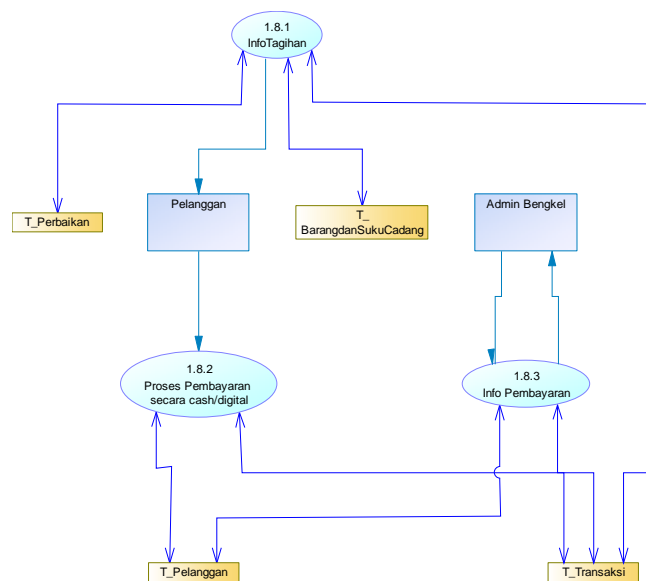 1.8.1
InfoTagihan
Pelanggan
Admin Bengkel
T_Perbaikan
T_
BarangdanSukuCadang
1.8.2
Proses Pembayaran
secara cash/digital
1.8.3
Info Pembayaran
T_Pelanggan
T_Transaksi